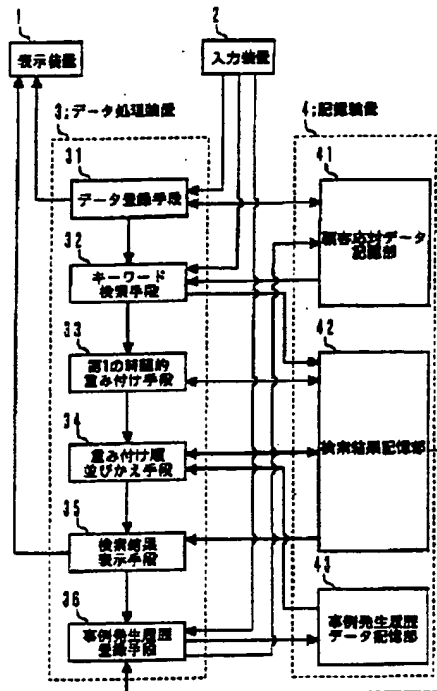 1
表示装置
2
入力装置
3;データ処理装置
4;記憶装置
31
データ登録手段
41
顧客応対データ
記憶部
32
キーワード
検索手段
33
第1の時間的
重み付け手段
42
検索結果記憶部
34
重み付け順
並びかえ手段
35
検索結果
表示手段
43
事例発生履歴
データ記憶部
36
事例発生履歴
登録手段